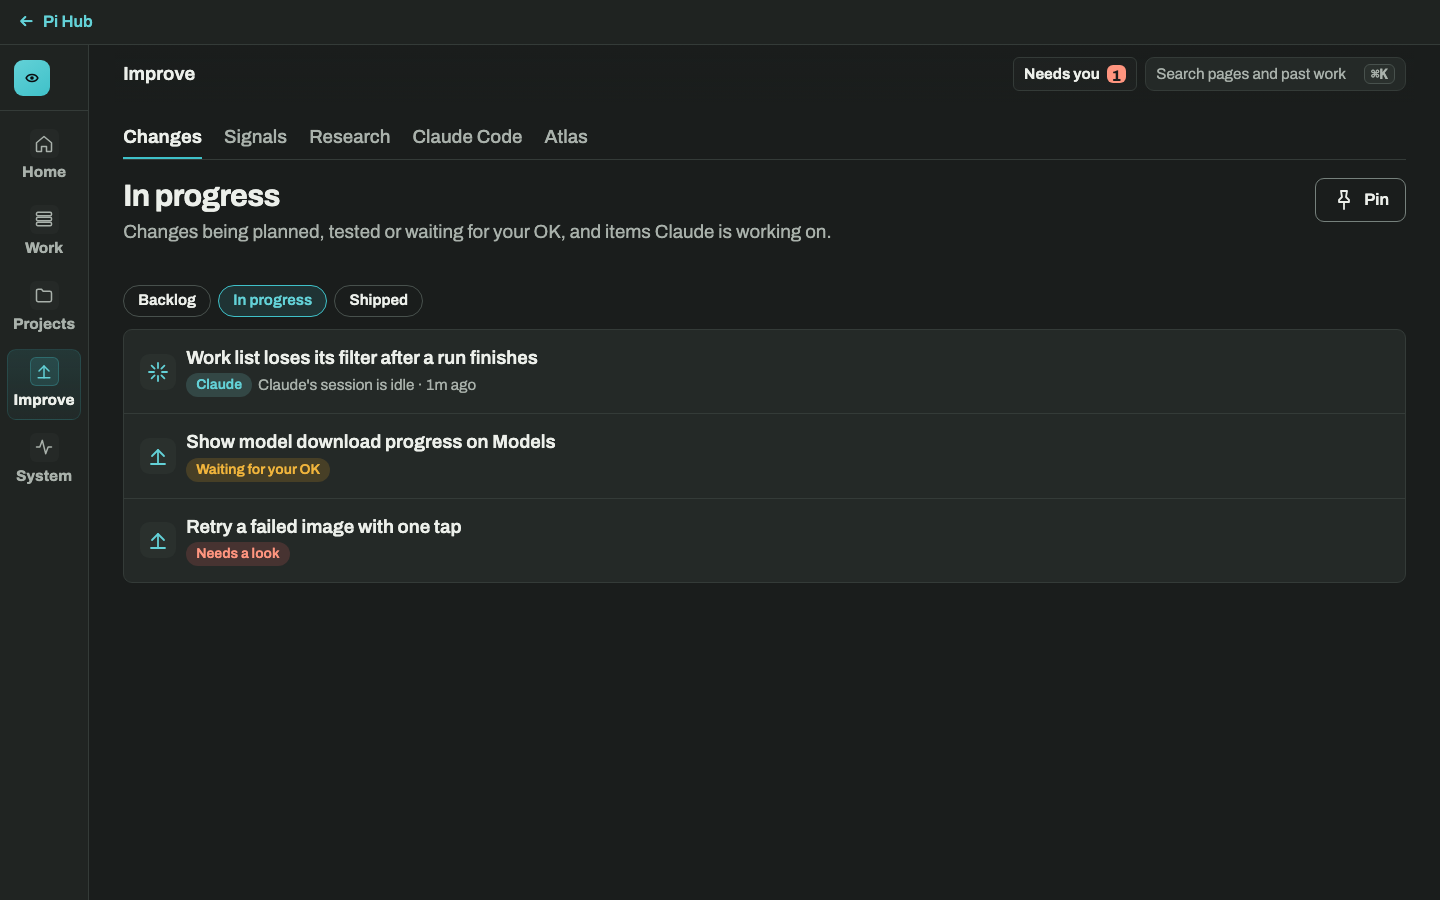 Pi Hub
Improve
Needs you 1
Search pages and past work ⌘K
Home
Work
Projects
Improve
System
Changes Signals Research Claude Code Atlas
In progress
Pin
Changes being planned, tested or waiting for your OK, and items Claude is working on.
Backlog In progress Shipped
Work list loses its filter after a run finishes
Claude Claude's session is idle · 1m ago
Show model download progress on Models
Waiting for your OK
Retry a failed image with one tap
Needs a look